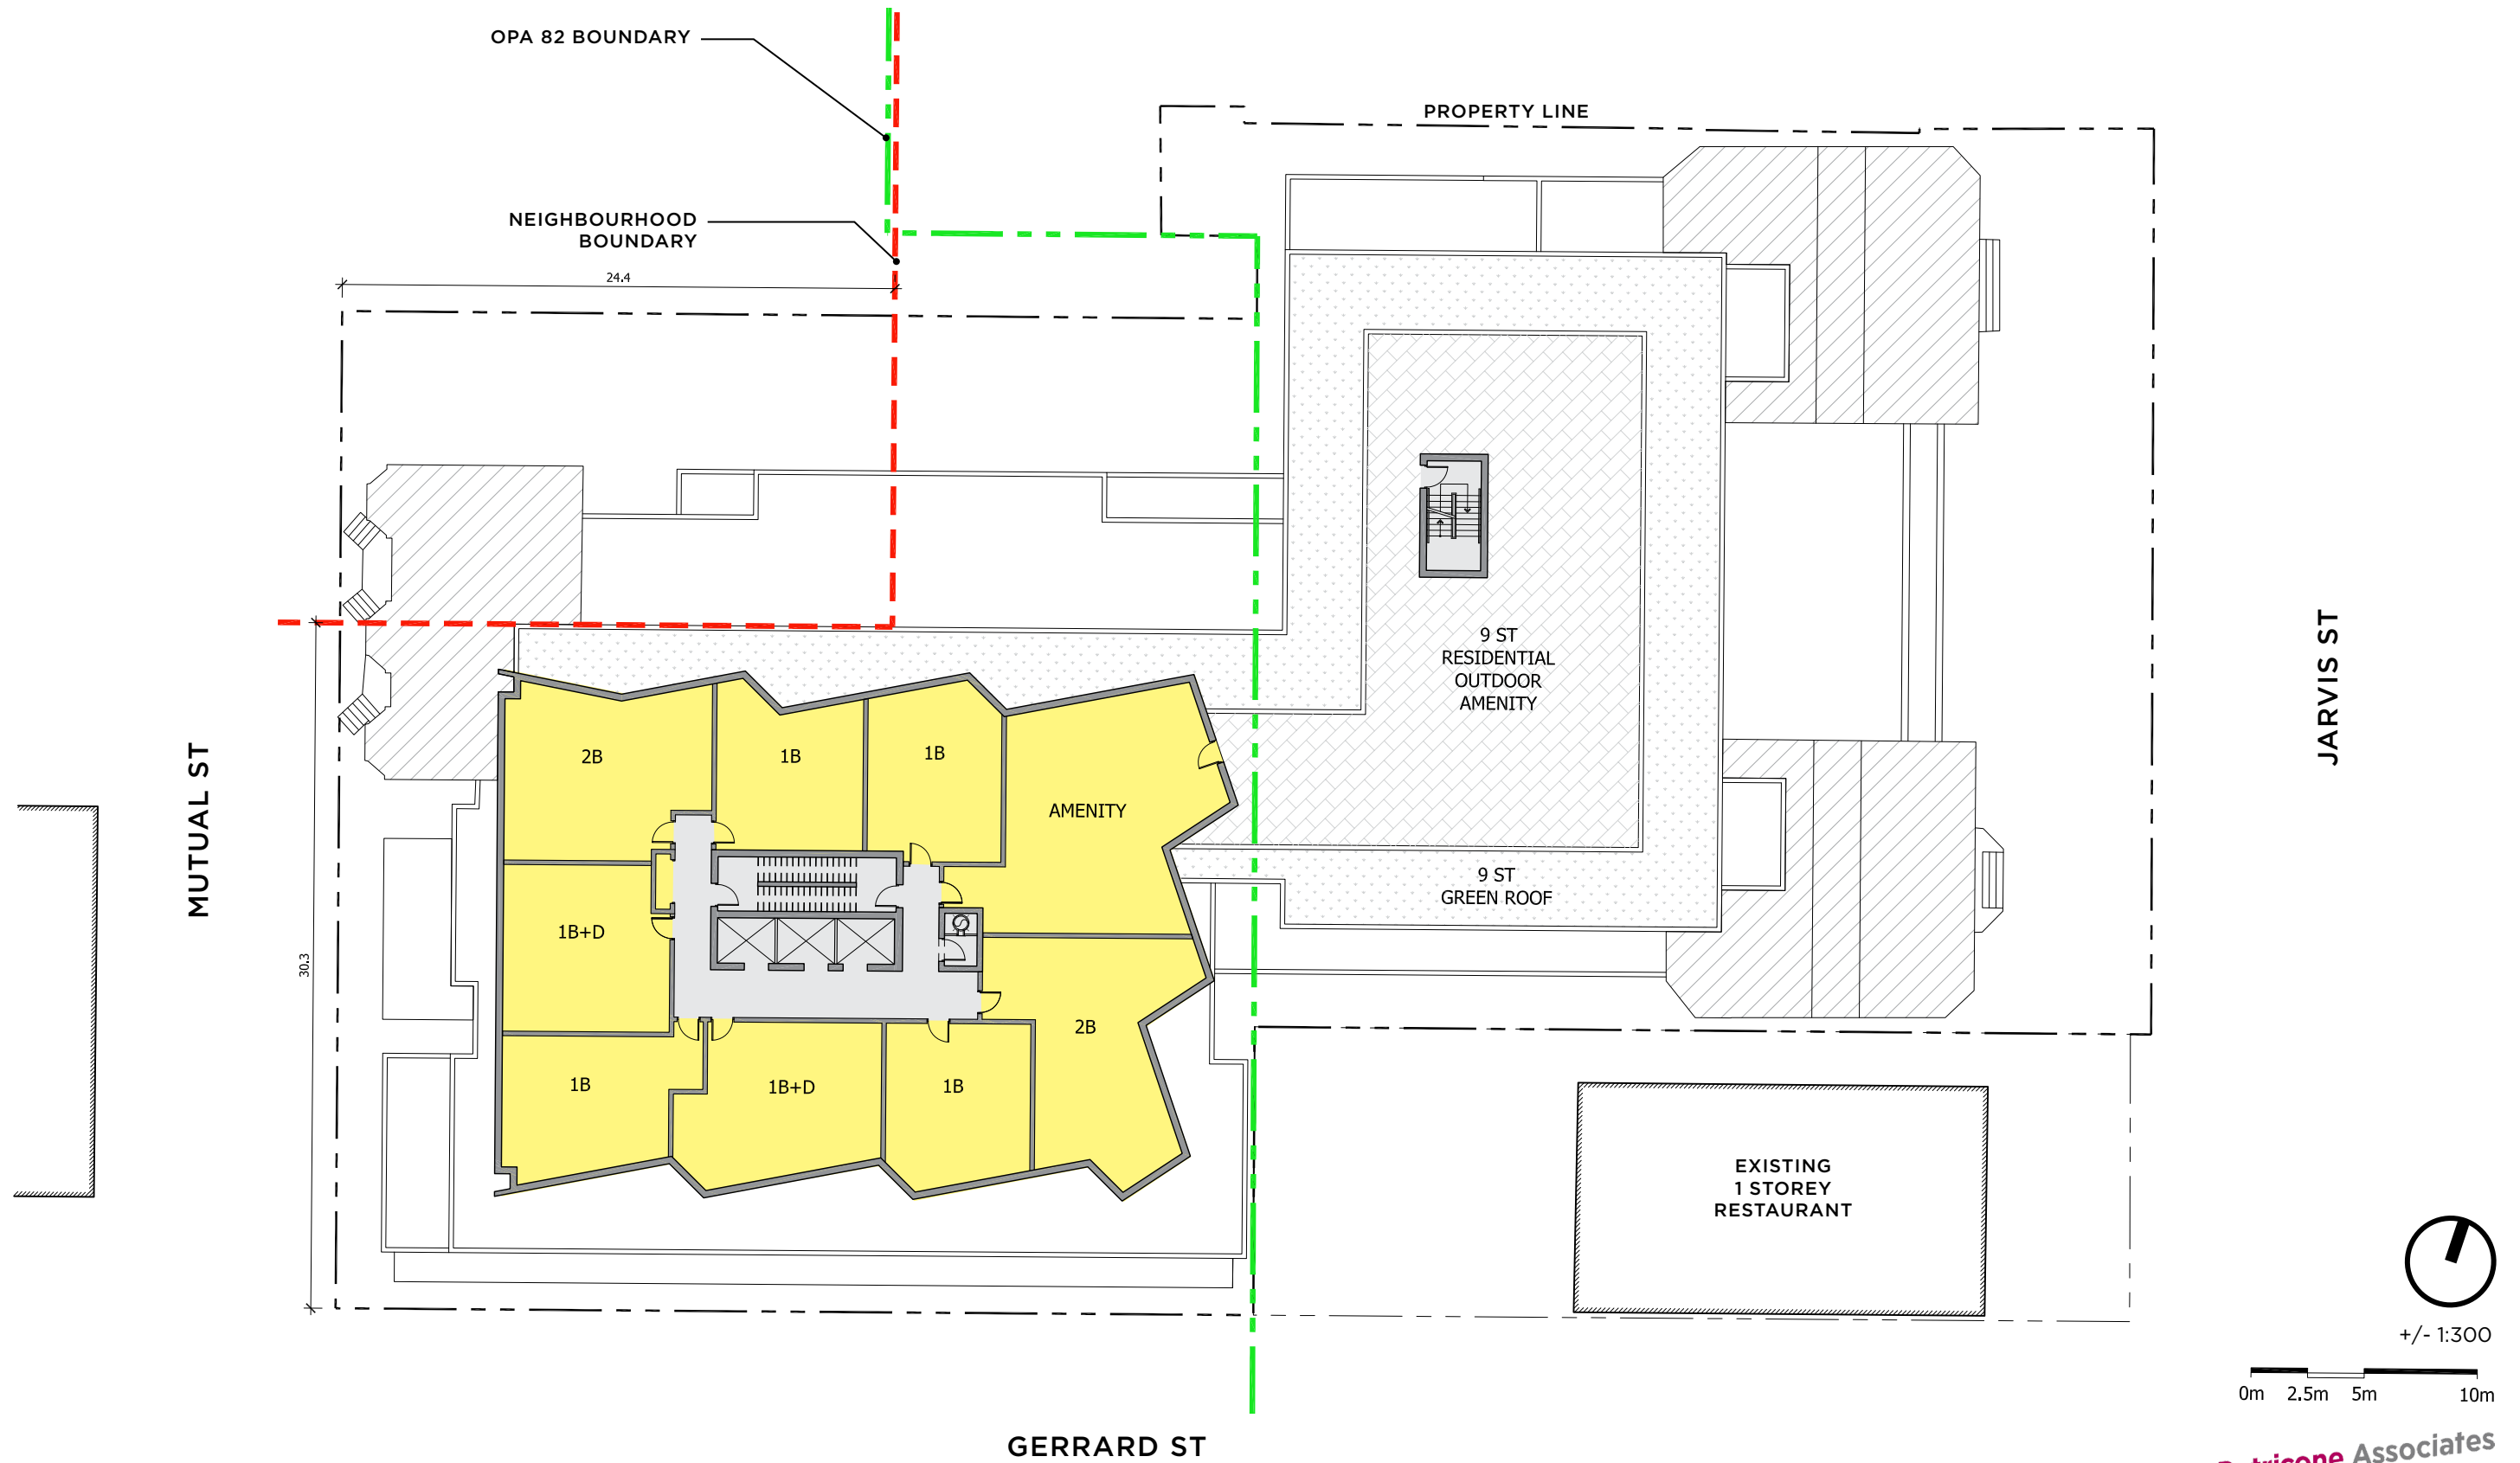 OPA 82 BOUNDARY
PROPERTY LINE
NEIGHBOURHOOD
BOUNDARY
24.4
9 ST
RESIDENTIAL
OUTDOOR
AMENITY
MUTUAL ST
JARVIS ST
2B
1B
1B
AMENITY
9 ST
GREEN ROOF
1B+D
30.3
2B
1B
1B+D
1B
EXISTING
1 STOREY
RESTAURANT
+/- 1:300
0m 2.5m 5m 10m
GERRARD ST
Associates